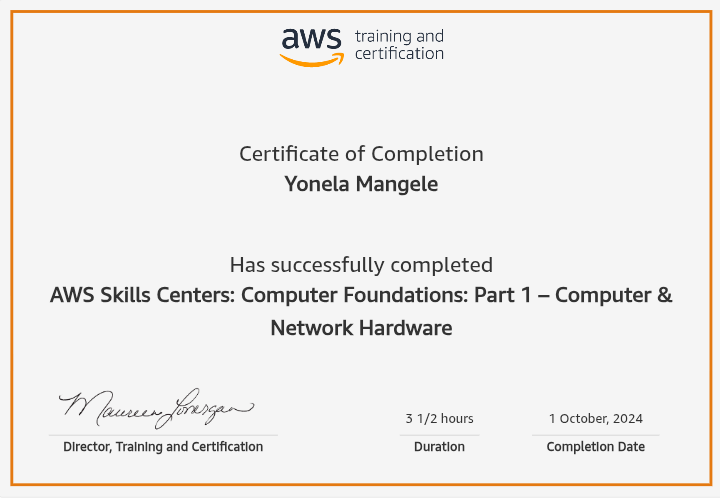 aws training and certification
Certificate of Completion
Yonela Mangele
Has successfully completed
AWS Skills Centers: Computer Foundations: Part 1 – Computer &
Network Hardware
Maureen Lonergan
3 1/2 hours
1 October, 2024
Director, Training and Certification
Duration
Completion Date